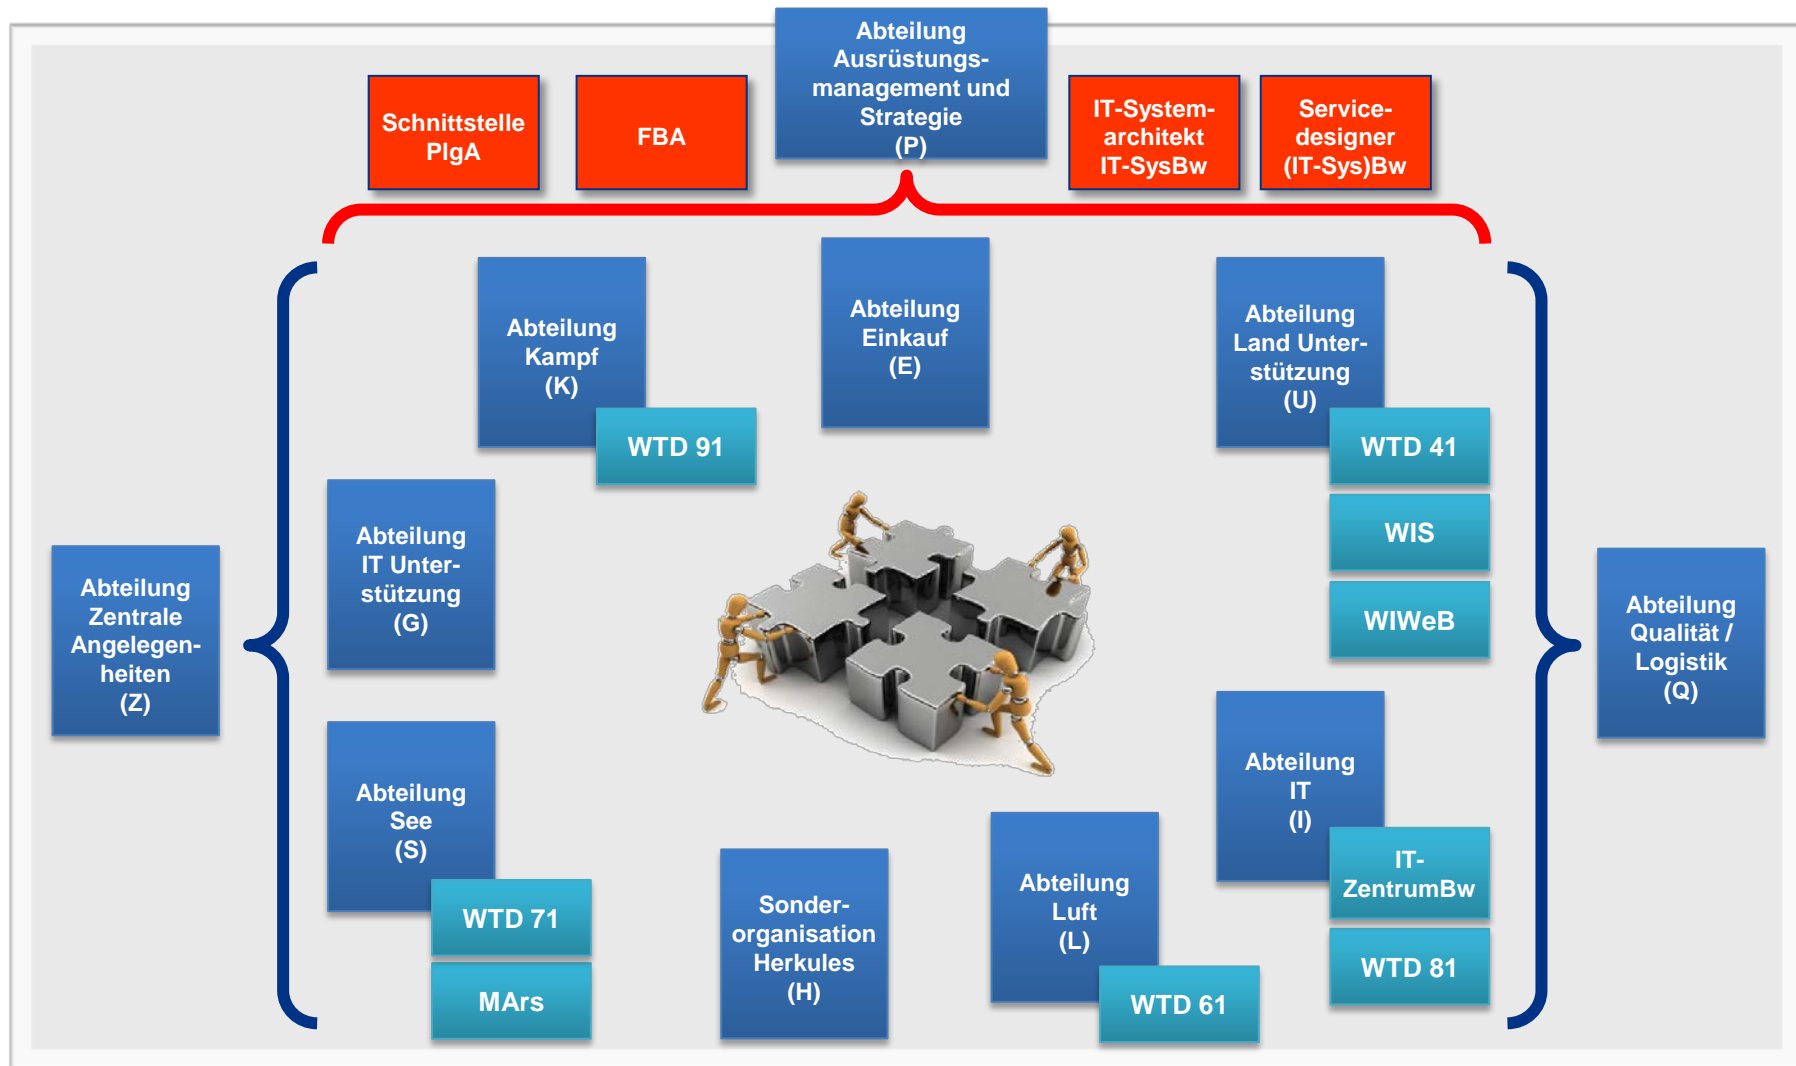 Abteilung
Ausrüstungs-
management und
Strategie
(P)
Schnittstelle
PlgA
FBA
IT-System-
architekt
IT-SysBw
Service-
designer
(IT-Sys)Bw
Abteilung
Kampf
(K)
WTD 91
Abteilung
Einkauf
(E)
Abteilung
Land Unter-
stützung
(U)
WTD 41
WIS
WIWeB
Abteilung
IT Unter-
stützung
(G)
Abteilung
Zentrale
Angelegen-
heiten
(Z)
Abteilung
Qualität /
Logistik
(Q)
Abteilung
See
(S)
WTD 71
MArs
Sonder-
organisation
Herkules
(H)
Abteilung
Luft
(L)
WTD 61
Abteilung
IT
(I)
IT-
ZentrumBw
WTD 81